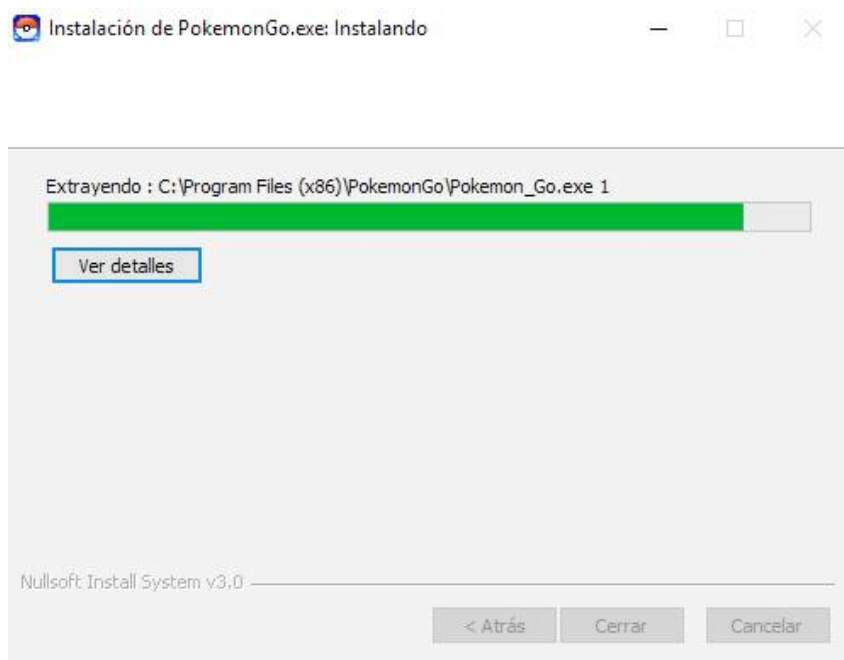 Instalación de PokemonGo.exe: Instalando
Extrayendo : C:\Program Files (x86)\PokemonGo\Pokemon_Go.exe 1
Ver detalles
Nullsoft Install System v3.0
< Atrás
Cerrar
Cancelar